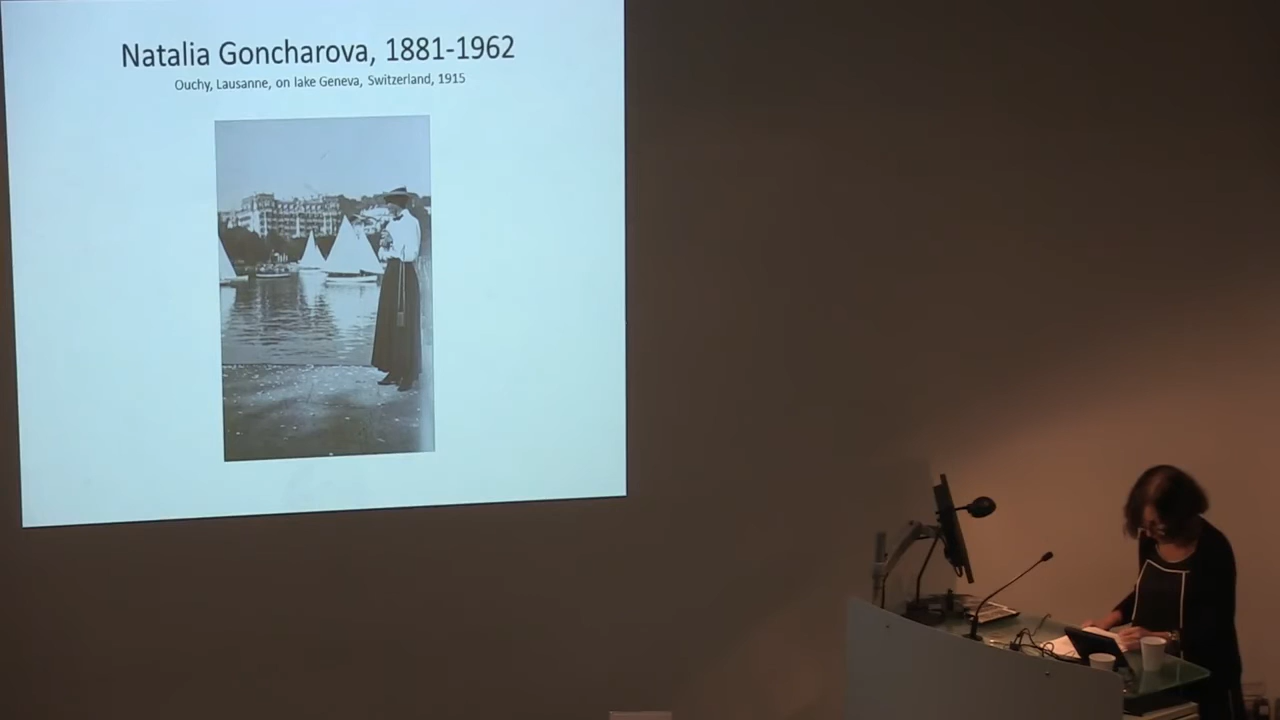 Natalia Goncharova, 1881-1962
Ouchy, Lausanne, on lake Geneva, Switzerland, 1915